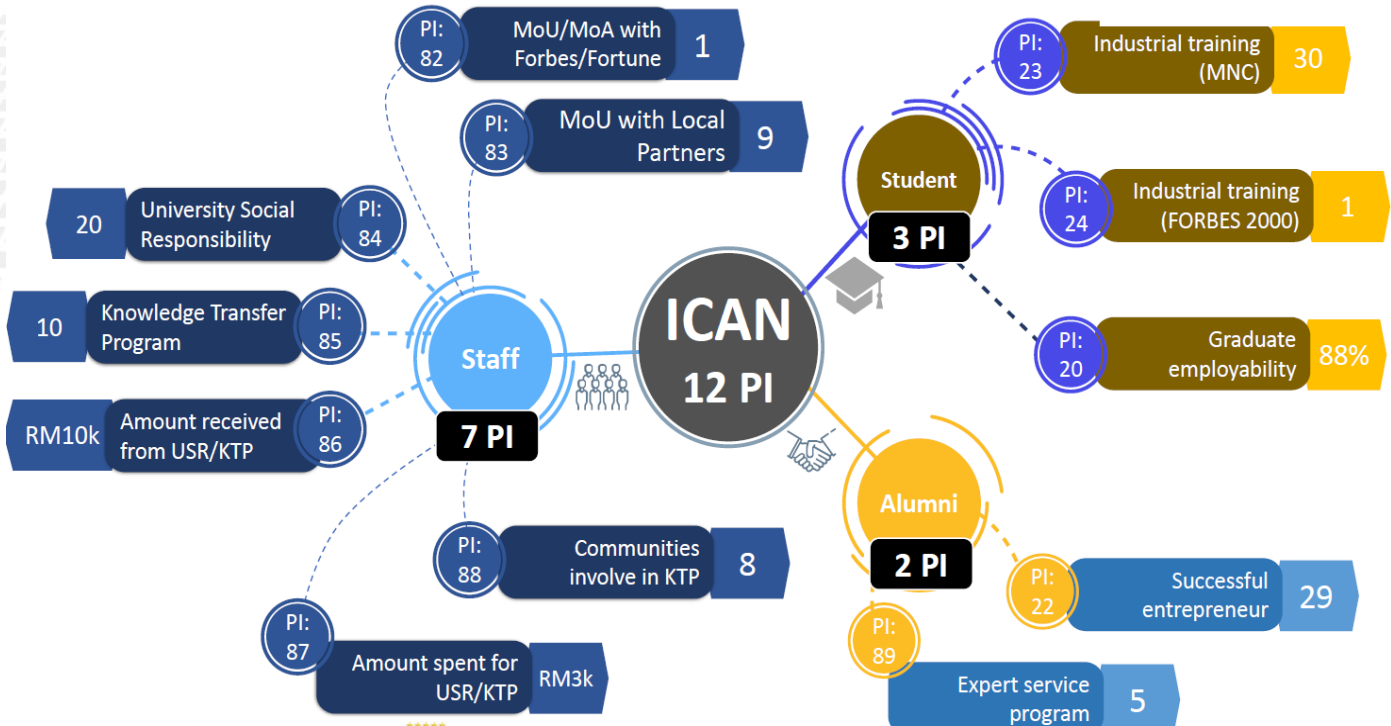 PI:
82
MoU/MoA with
Forbes/Fortune
1
PI:
83
MoU with Local
Partners
9
20
University Social
Responsibility
PI:
84
10
Knowledge Transfer
Program
PI:
85
RM10k
Amount received
from USR/KTP
PI:
86
Staff
7 PI
PI:
88
Communities
involve in KTP
8
PI:
87
Amount spent for
USR/KTP
RM3k
ICAN
12 PI
Student
3 PI
PI:
23
Industrial training
(MNC)
30
PI:
24
Industrial training
(FORBES 2000)
1
PI:
20
Graduate
employability
88%
Alumni
2 PI
PI:
22
Successful
entrepreneur
29
PI:
89
Expert service
program
5